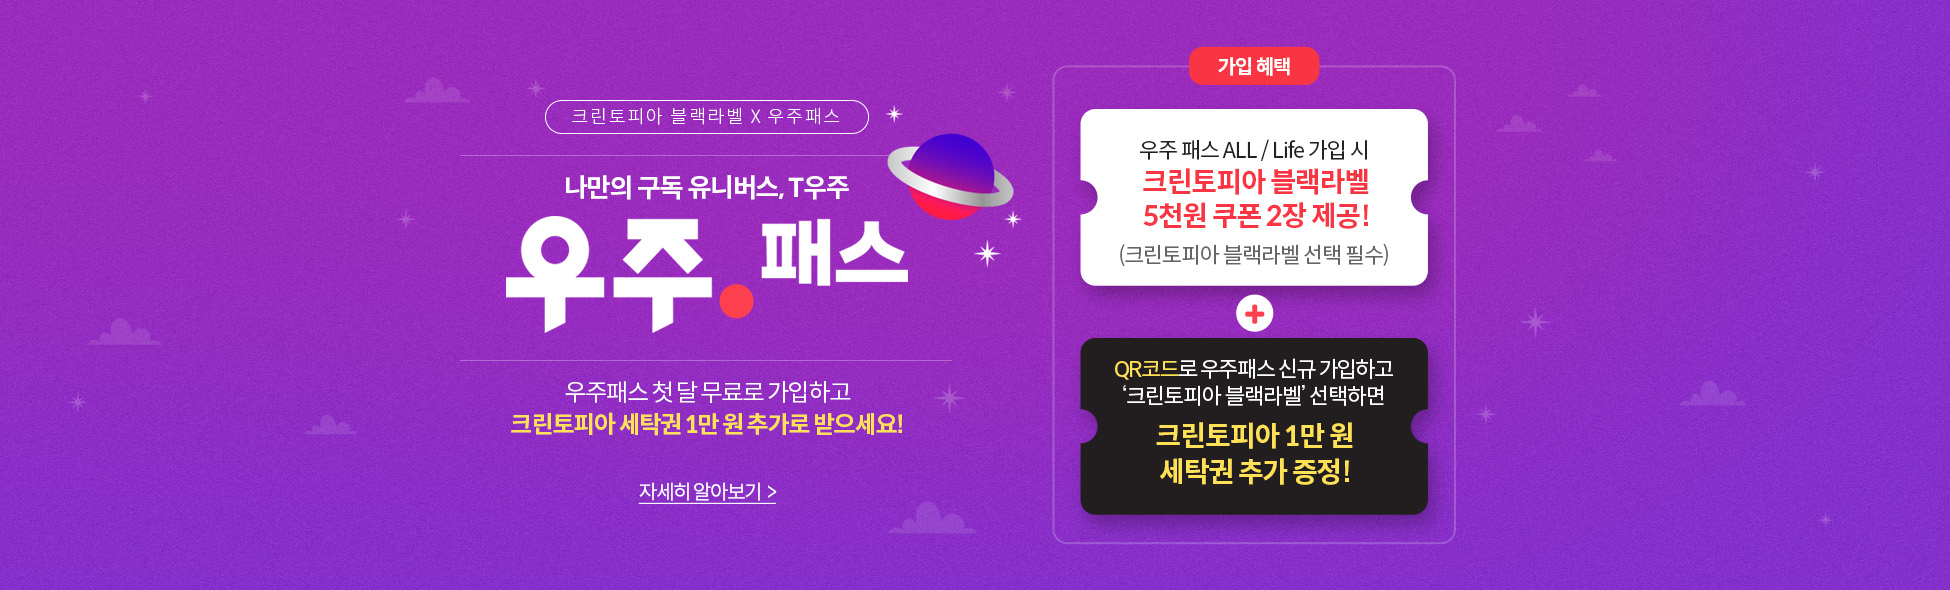 크린토피아 블랙라벨 X 우주패스
나만의 구독 유니버스, T우주
우주 패스
우주패스 첫 달 무료로 가입하고
크린토피아 세탁권 1만 원 추가로 받으세요!
자세히 알아보기 >
가입 혜택
우주 패스 ALL / Life 가입 시
크린토피아 블랙라벨
5천원 쿠폰 2장 제공!
(크린토피아 블랙라벨 선택 필수)
+
QR코드로 우주패스 신규 가입하고
‘크린토피아 블랙라벨’ 선택하면
크린토피아 1만 원
세탁권 추가 증정!